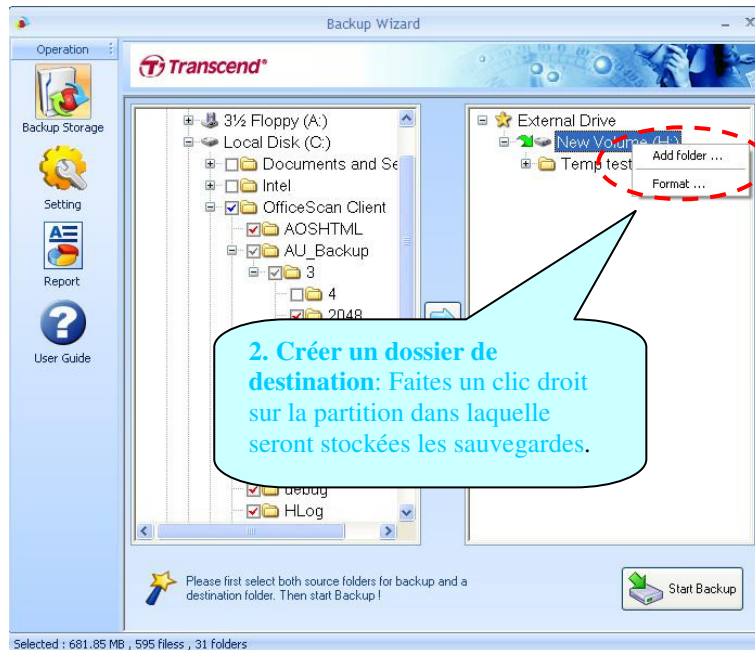 Backup Wizard
Operation
Transcend®
Backup Storage
Setting
Report
User Guide
3½ Floppy (A:)
Local Disk (C:)
Documents and Se
Intel
OfficeScan Client
AOSHTML
AU_Backup
3
4
2048
debug
HLog
External Drive
New Volume (H:)
Temp test
Add folder ...
Format ...
2. Créer un dossier de
destination: Faites un clic droit
sur la partition dans laquelle
seront stockées les sauvegardes.
Please first select both source folders for backup and a
destination folder. Then start Backup !
Start Backup
Selected : 681.85 MB , 595 filess , 31 folders